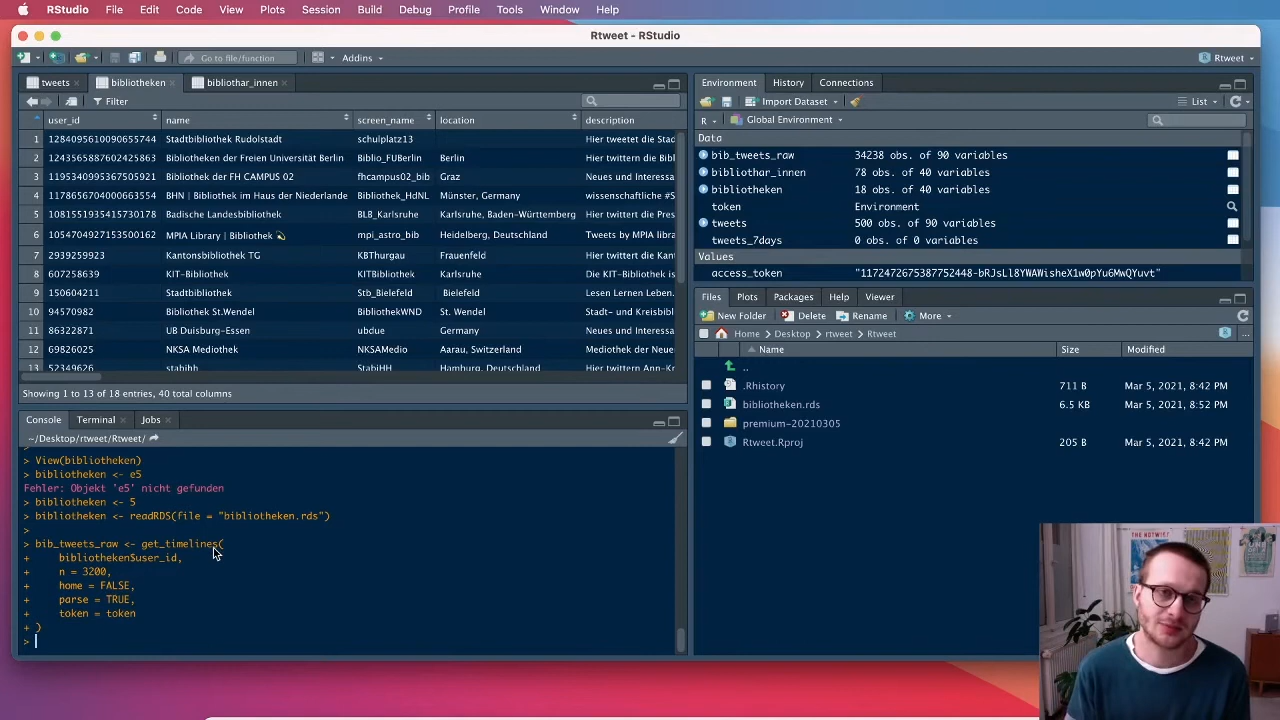 RStudio File Edit Code View Plots Session Build Debug Profile Tools Window Help
Rtweet - RStudio
Go to file/function Addins Rtweet
tweets bibliotheken bibliothar_innen
Filter
user_id name screen_name location description
1 1284095610090655744 Stadtbibliothek Rudolstadt schulplatz13 Hier tweetet die Stad
2 1243565887602425863 Bibliotheken der Freien Universität Berlin Biblio_FUBerlin Berlin Hier twittern die Bibl
3 1195340995367505921 Bibliothek der FH CAMPUS 02 fhcampus02_bib Graz Neues und Interessa
4 1178656704000663554 BHN | Bibliothek im Haus der Niederlande Bibliothek_HdNL Münster, Germany wissenschaftliche #S
5 1081551935415730178 Badische Landesbibliothek BLB_Karlsruhe Karlsruhe, Baden-Württemberg Hier twittern die Pres
6 1054704927153500162 MPIA Library | Bibliothek 💫 mpi_astro_bib Heidelberg, Deutschland Tweets by MPIA libra
7 2939259923 Kantonsbibliothek TG KBThurgau Frauenfeld Neues und Interessa
8 607258639 KIT-Bibliothek KITBibliothek Karlsruhe Die KIT-Bibliothek is
9 150604211 Stadtbibliothek Stb_Bielefeld Bielefeld Lesen Lernen Leben.
10 94570982 Bibliothek St.Wendel BibliothekWND St. Wendel Stadt- und Kreisbibl
11 86322871 UB Duisburg-Essen ubdue Germany Hier twittern die Bib
12 69826025 NKSA Mediothek NKSAMedio Aarau, Switzerland Mediothek der Neue
13 52349626 stabihh StabiHH Hamburg, Deutschland Hier twittern Ann-Kr
Showing 1 to 13 of 18 entries, 40 total columns
Console Terminal Jobs
~/Desktop/rtweet/Rtweet/
> View(bibliotheken)
> bibliotheken <- e5
Fehler: Objekt 'e5' nicht gefunden
> bibliotheken <- 5
> bibliotheken <- readRDS(file = "bibliotheken.rds")
>
> bib_tweets_raw <- get_timelines(
+ bibliotheken$user_id,
+ n = 3200,
+ home = FALSE,
+ parse = TRUE,
+ token = token
+ )
>
Environment History Connections
Import Dataset List
R Global Environment
Data
bib_tweets_raw 34238 obs. of 90 variables
bibliothar_innen 78 obs. of 40 variables
bibliotheken 18 obs. of 40 variables
token Environment
tweets 500 obs. of 90 variables
tweets_7days 0 obs. of 0 variables
Values
access_token "1172472675387752448-bRJsLl8YWAWisheX1w0pYu6MwQYuvt"
Files Plots Packages Help Viewer
New Folder Delete Rename More
Home Desktop rtweet Rtweet
Name Size Modified
..
.Rhistory 711 B Mar 5, 2021, 8:42 PM
bibliotheken.rds 6.5 KB Mar 5, 2021, 8:52 PM
premium-20210305
Rtweet.Rproj 205 B Mar 5, 2021, 8:42 PM
THE NOTWIST